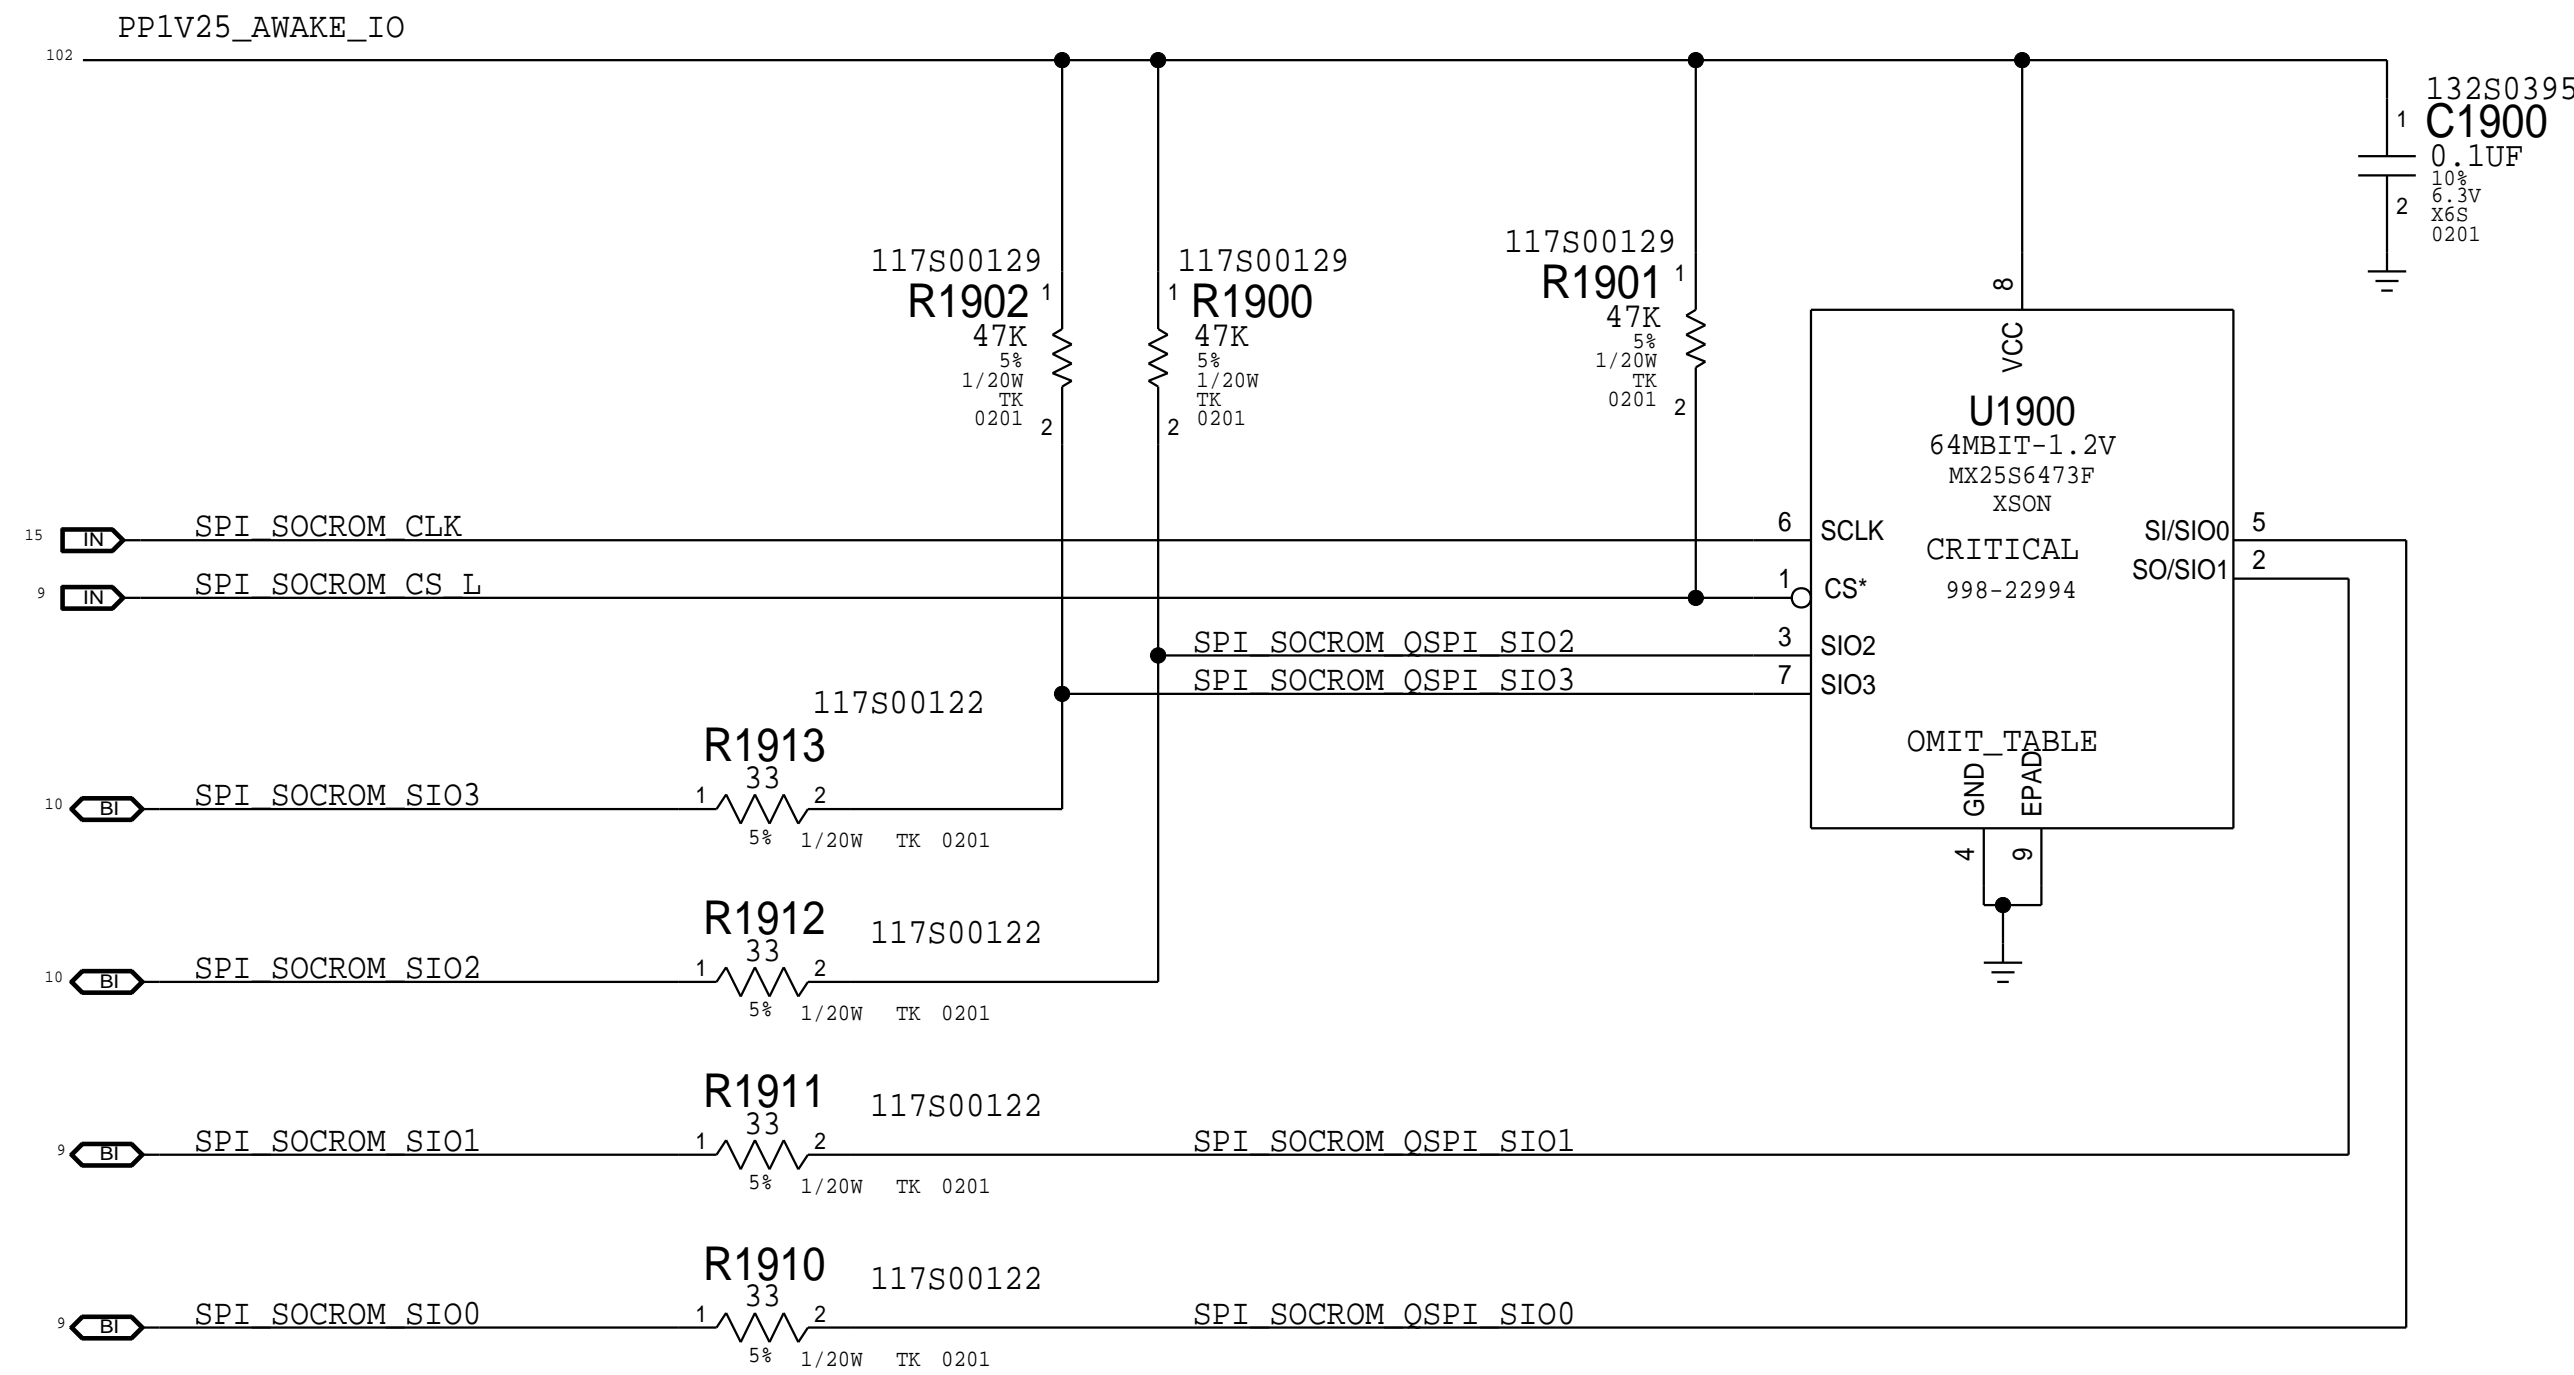 PP1V25_AWAKE_IO
102
132S0395
1 C1900
0.1UF
10%
6.3V
2 X6S
0201
117S00129
R1902 1
47K
5%
1/20W
TK
0201 2
117S00129
1 R1900
47K
5%
1/20W
TK
2 0201
117S00129
R1901 1
47K
5%
1/20W
TK
0201 2
8
VCC
U1900
64MBIT-1.2V
MX25S6473F
XSON
CRITICAL
998-22994
OMIT_TABLE
15 IN SPI_SOCROM_CLK 6 SCLK
SI/SIO0 5
SO/SIO1 2
9 IN SPI_SOCROM_CS_L 1 CS*
SPI_SOCROM_QSPI_SIO2 3 SIO2
SPI_SOCROM_QSPI_SIO3 7 SIO3
GND EPAD
4 9
117S00122
R1913
33
10 BI SPI_SOCROM_SIO3 1 2
5% 1/20W TK 0201
R1912 117S00122
33
10 BI SPI_SOCROM_SIO2 1 2
5% 1/20W TK 0201
R1911 117S00122
33
9 BI SPI_SOCROM_SIO1 1 2 SPI_SOCROM_QSPI_SIO1
5% 1/20W TK 0201
R1910 117S00122
33
9 BI SPI_SOCROM_SIO0 1 2 SPI_SOCROM_QSPI_SIO0
5% 1/20W TK 0201